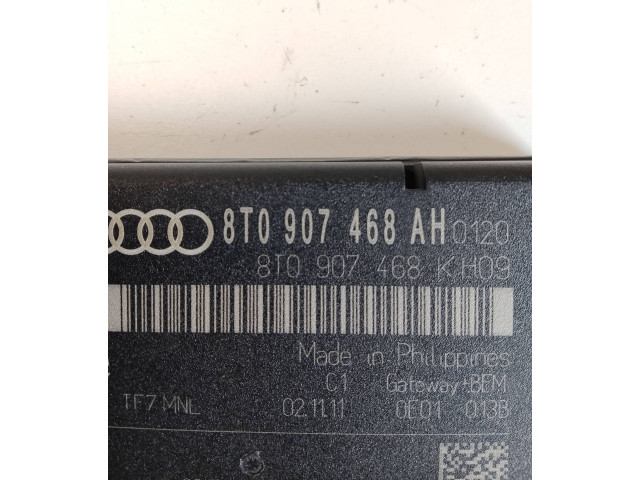 8T0 907 468 AH 0120
8T0 907 468 K H09
Made in Philippines
C1 Gateway+BEM
TF7 MNL 02.11.11 0E01 013B